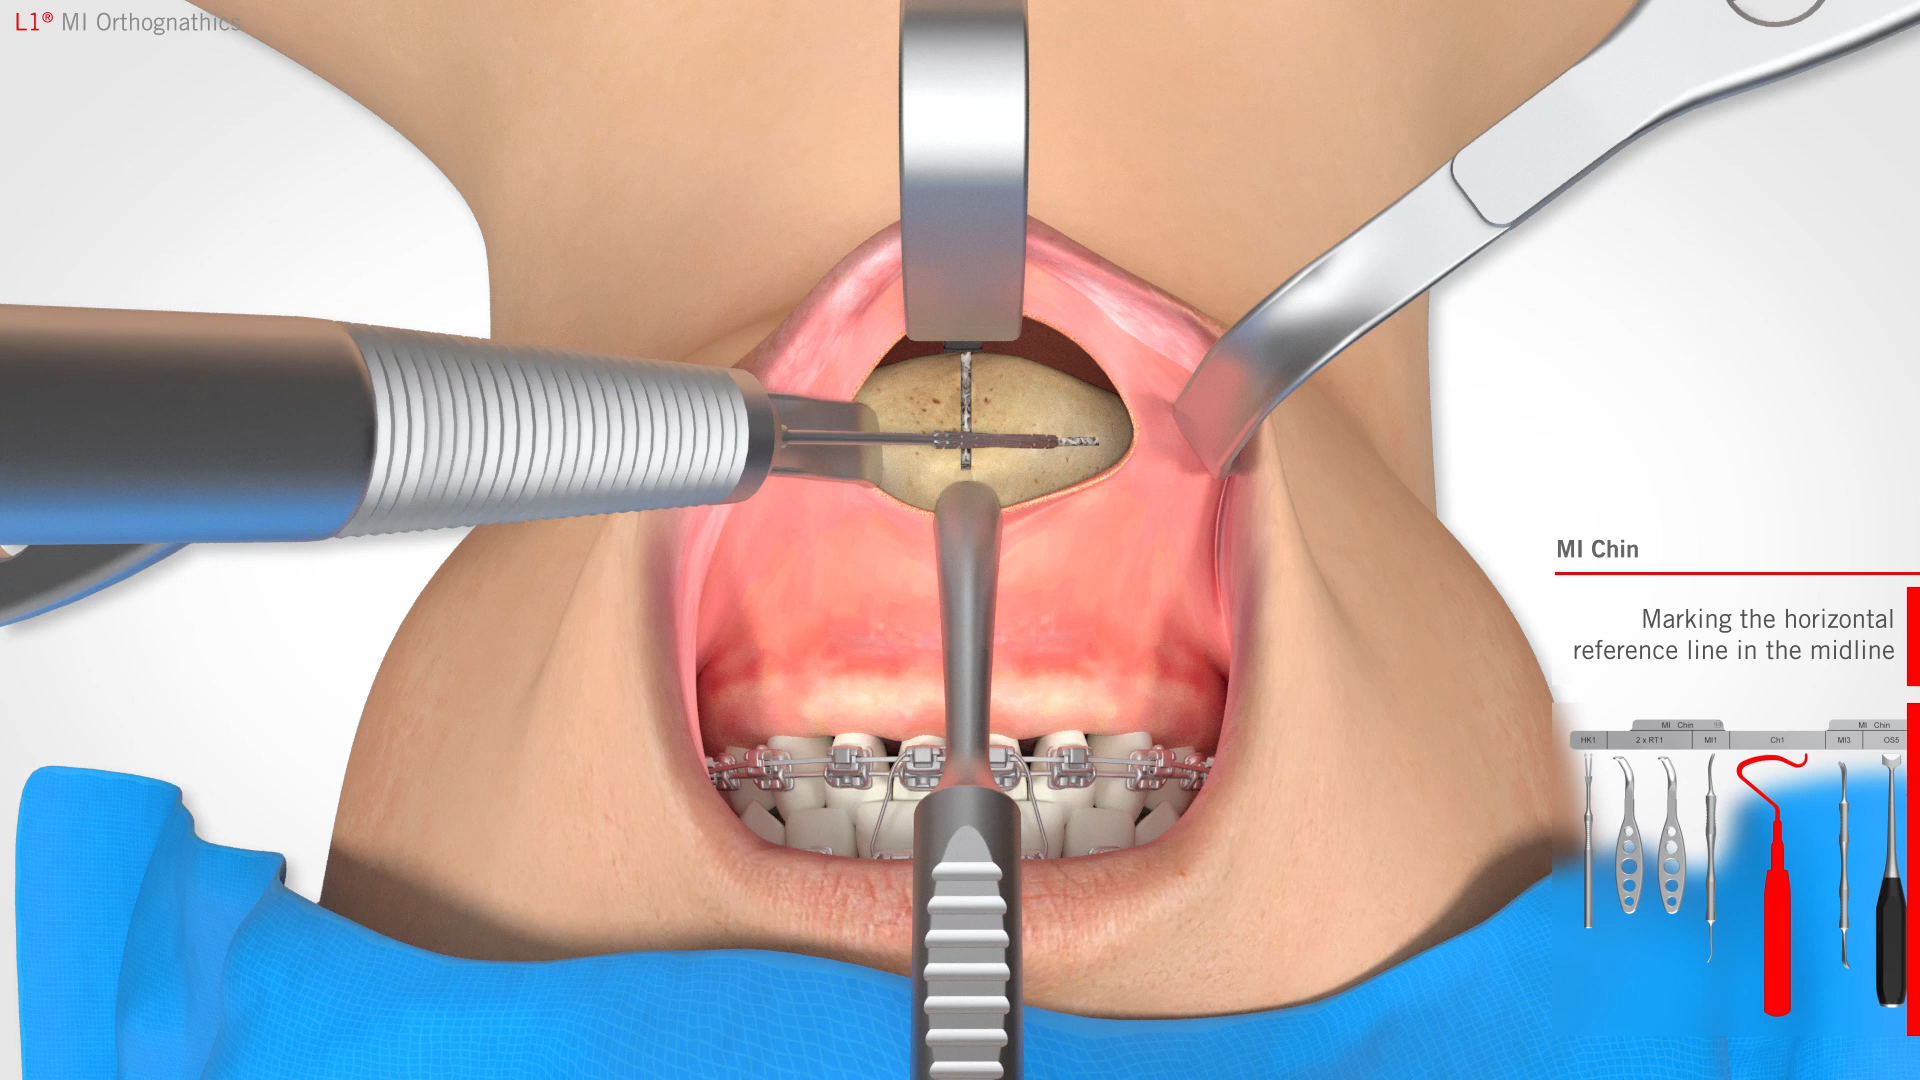 L1® MI Orthognathics
MI Chin
Marking the horizontal
reference line in the midline
MI Chin
MI Chin
HK1 2 x RT1 MI1 Ch1 MI3 OS5